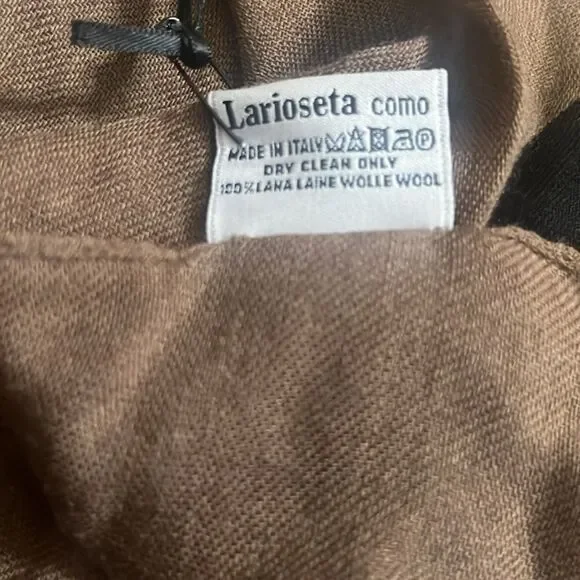 Larioseta como
MADE IN ITALY P
DRY CLEAN ONLY
100% LANA LAINE WOLLE WOOL